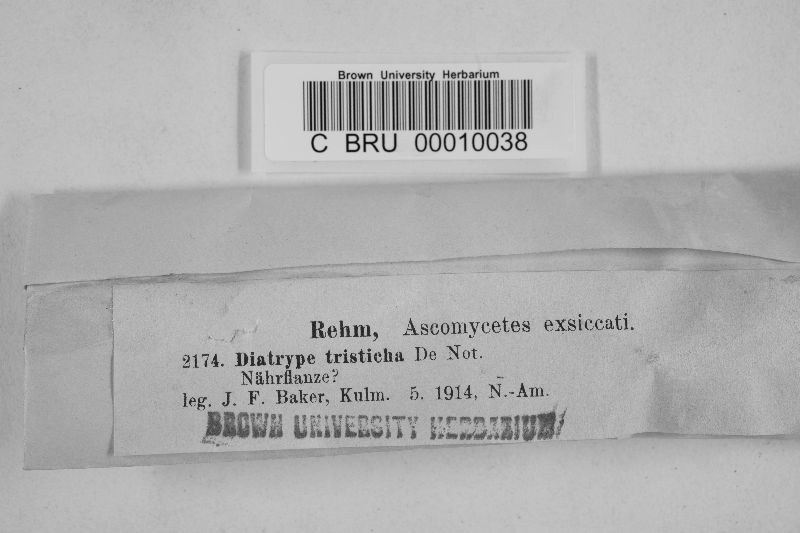 Brown University Herbarium
C BRU 00010038
Rehm, Ascomycetes exsiccati.
2174. Diatrype tristicha De Not.
Nährflanze?
leg. J. F. Baker, Kulm. 5. 1914, N.-Am.
BROWN UNIVERSITY HERBARIUM